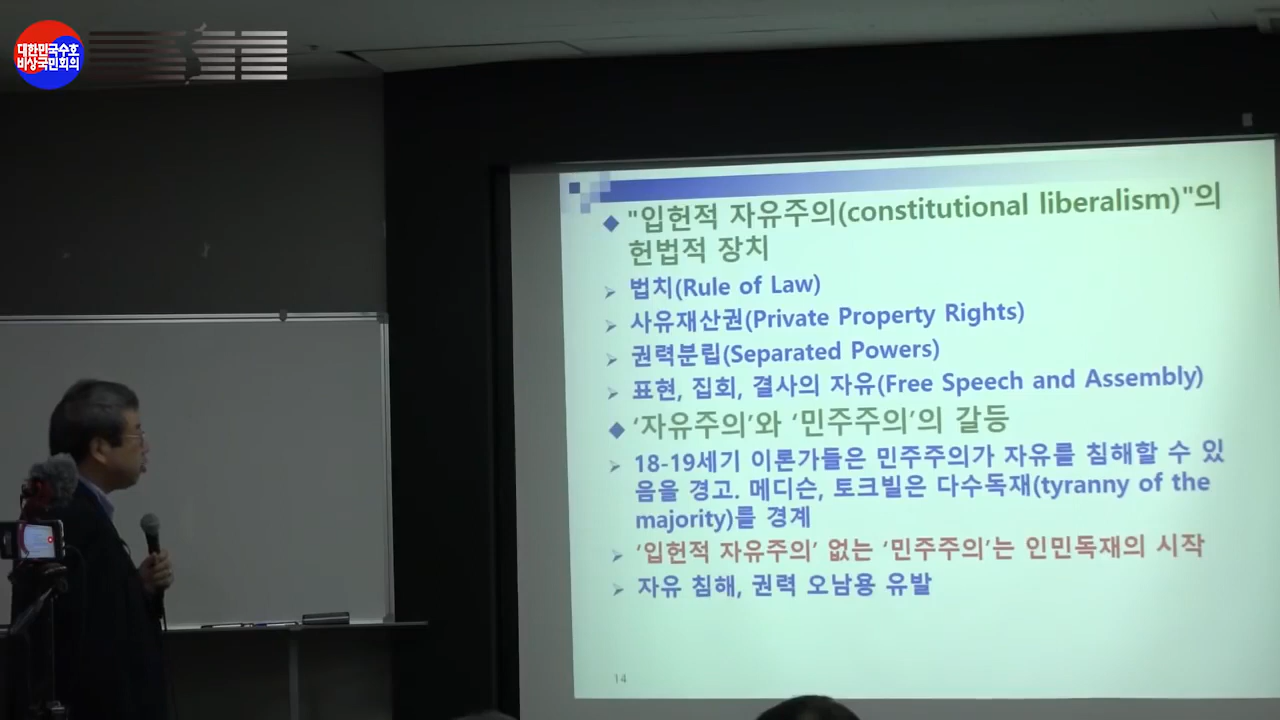 대한민국수호
비상국민회의
"입헌적 자유주의(constitutional liberalism)"의
헌법적 장치
법치(Rule of Law)
사유재산권(Private Property Rights)
권력분립(Separated Powers)
표현, 집회, 결사의 자유(Free Speech and Assembly)
‘자유주의’와 ‘민주주의’의 갈등
18-19세기 이론가들은 민주주의가 자유를 침해할 수 있
음을 경고. 메디슨, 토크빌은 다수독재(tyranny of the
majority)를 경계
‘입헌적 자유주의’ 없는 ‘민주주의’는 인민독재의 시작
자유 침해, 권력 오남용 유발
14